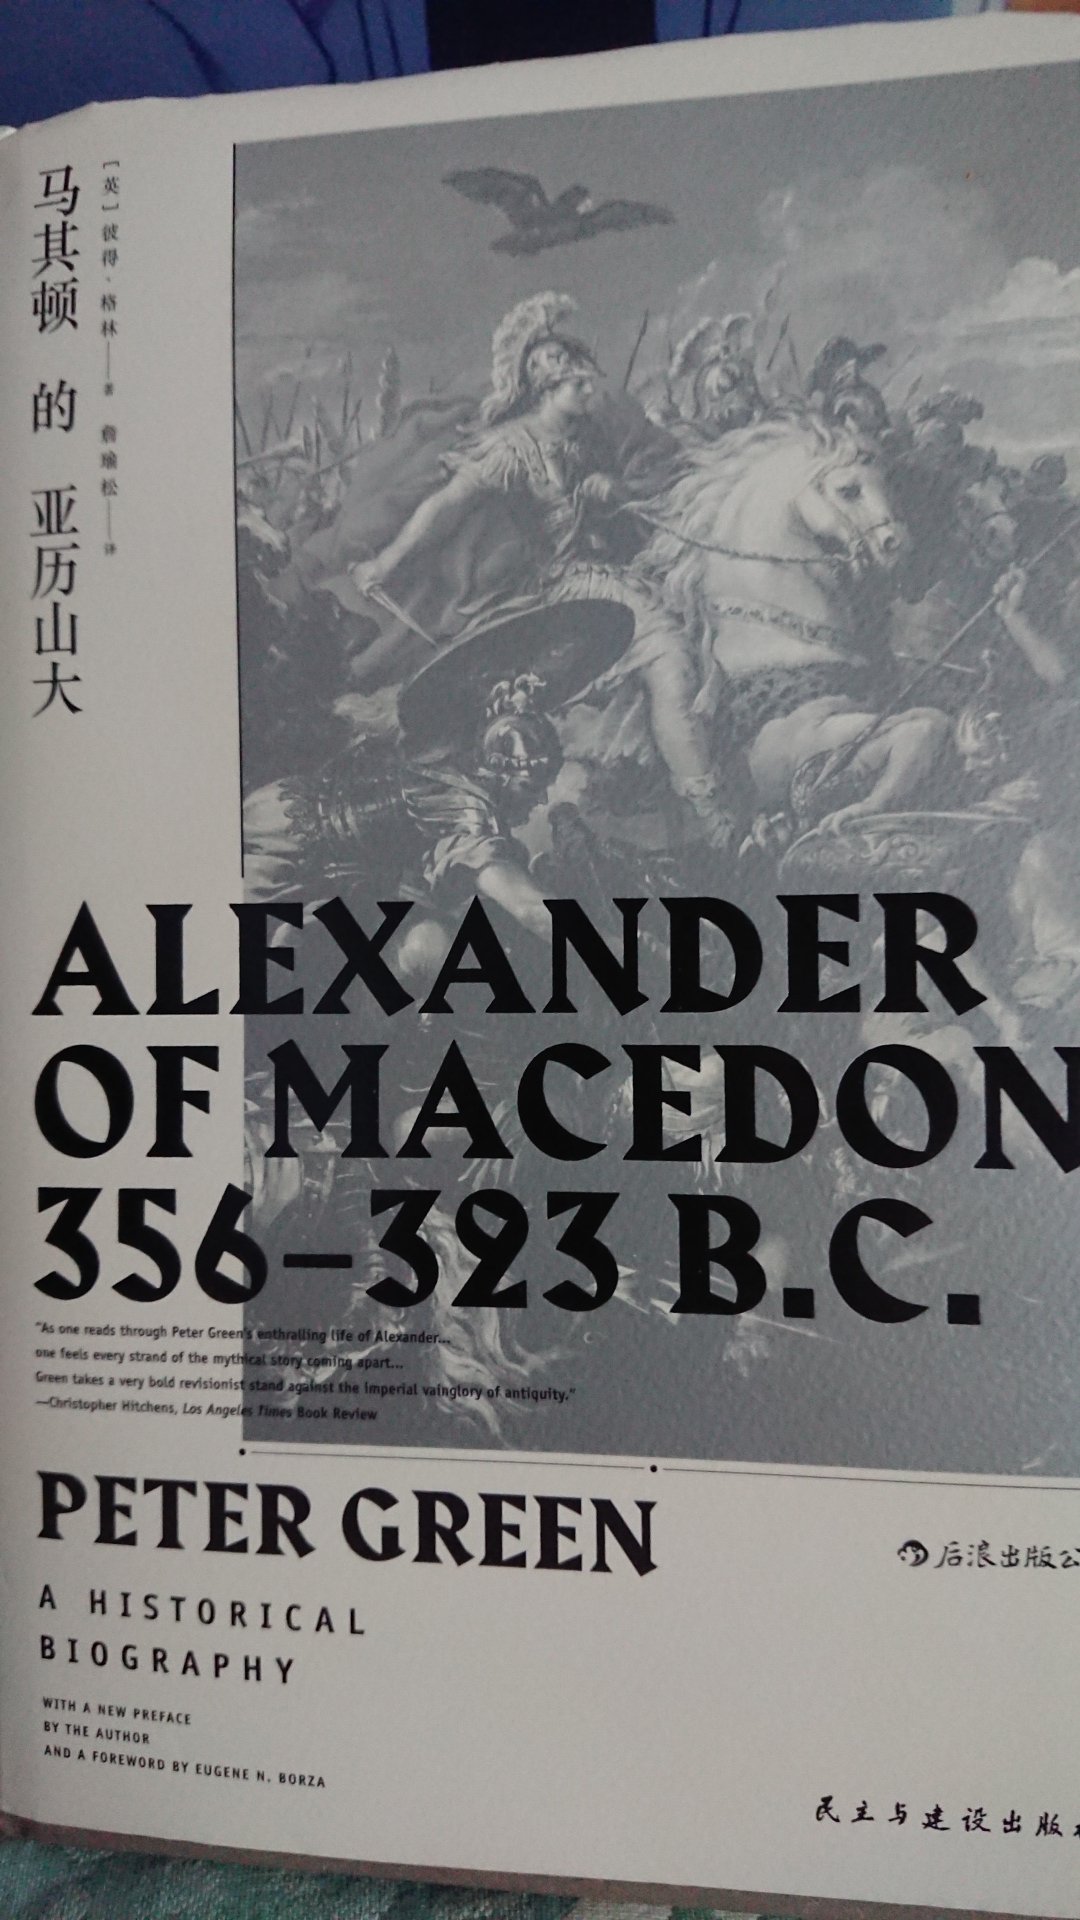 马其顿 的 亚历山大
[英] 彼得·格林——著 詹瑜松——译
ALEXANDER
OF MACEDON
356–323 B.C.
"As one reads through Peter Green's enthralling life of Alexander...
one feels every strand of the mythical story coming apart...
Green takes a very bold revisionist stand against the imperial vainglory of antiquity."
—Christopher Hitchens, Los Angeles Times Book Review
PETER GREEN
后浪出版公
A HISTORICAL
BIOGRAPHY
WITH A NEW PREFACE
BY THE AUTHOR
AND A FOREWORD BY EUGENE N. BORZA
民主与建设出版